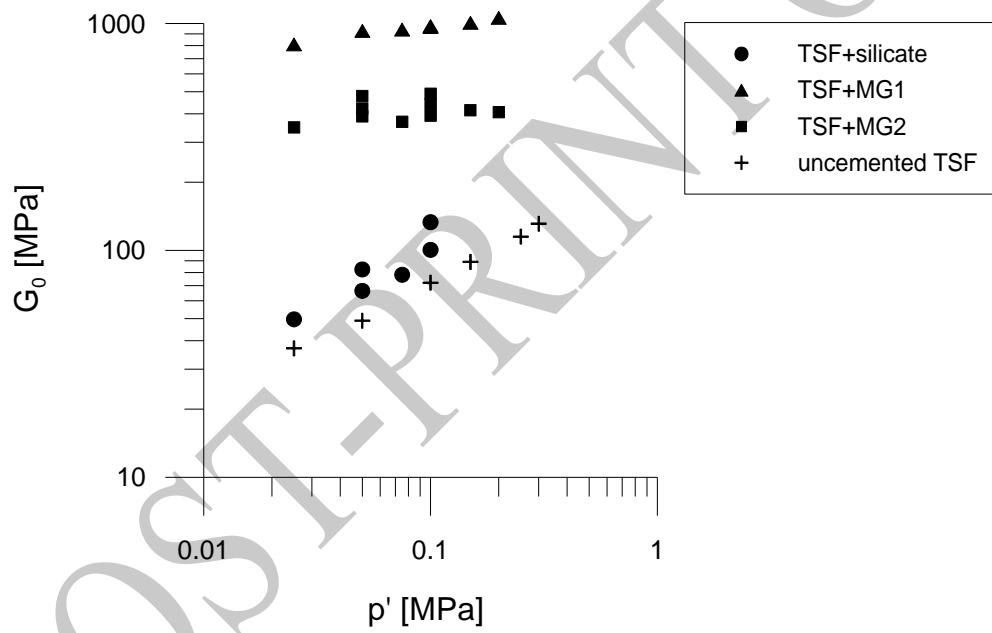 1000
100
10
G0 [MPa]
0.01
0.1
1
p' [MPa]
TSF+silicate
TSF+MG1
TSF+MG2
uncemented TSF
OST-PRINT